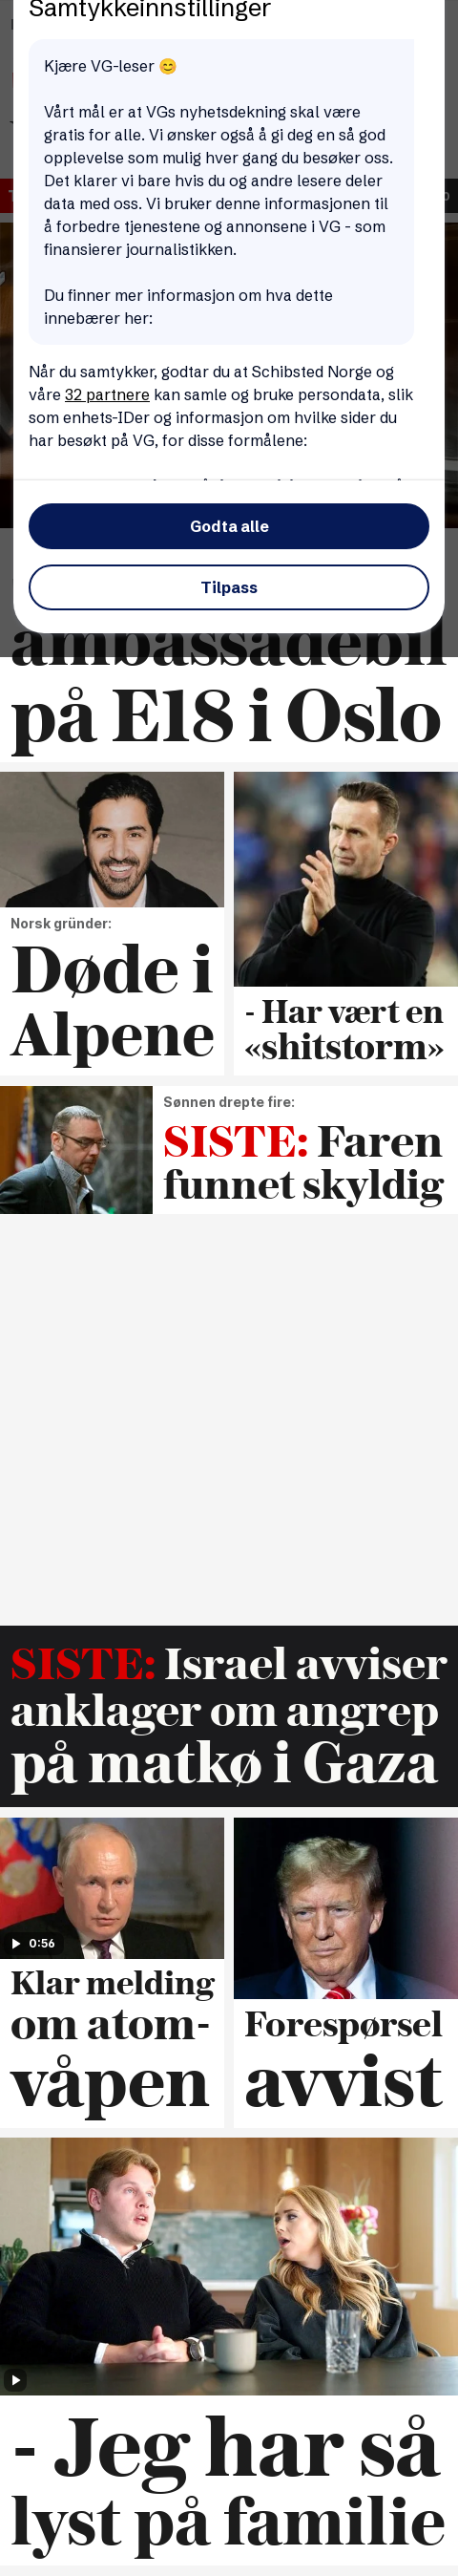 Samtykkeinnstillinger
Kjære VG-leser 😊
Vårt mål er at VGs nyhetsdekning skal være
gratis for alle. Vi ønsker også å gi deg en så god
opplevelse som mulig hver gang du besøker oss.
Det klarer vi bare hvis du og andre lesere deler
data med oss. Vi bruker denne informasjonen til
å forbedre tjenestene og annonsene i VG - som
finansierer journalistikken.
Du finner mer informasjon om hva dette
innebærer her:
Når du samtykker, godtar du at Schibsted Norge og
våre 32 partnere kan samle og bruke persondata, slik
som enhets-IDer og informasjon om hvilke sider du
har besøkt på VG, for disse formålene:
Godta alle
Tilpass
ambassadebil
på E18 i Oslo
Norsk gründer:
Døde i
Alpene
- Har vært en
«shitstorm»
Sønnen drepte fire:
SISTE: Faren
funnet skyldig
SISTE: Israel avviser
anklager om angrep
på matkø i Gaza
0:56
Klar melding
om atom-
våpen
Forespørsel
avvist
- Jeg har så
lyst på familie